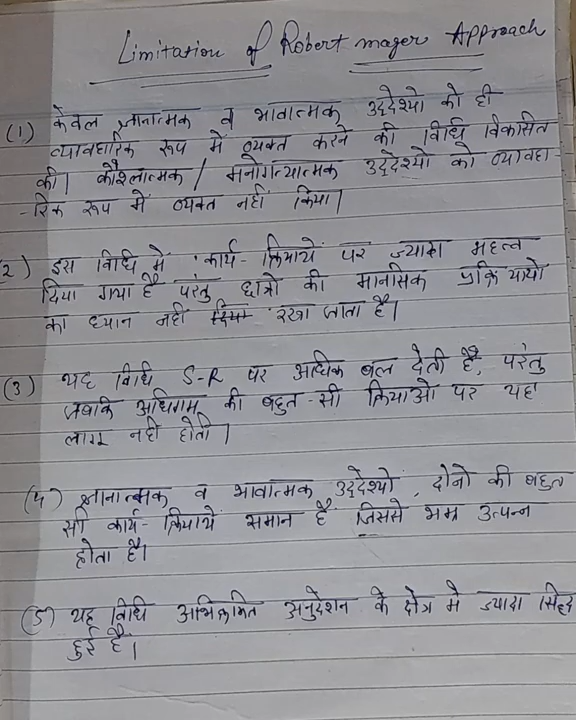 Limitation of Robert mager Approach
(1) केवल ज्ञानात्मक व भावात्मक उद्देश्यो को ही
व्यावहारिक रूप में व्यक्त करने की विधि विकसित
की। कौशलात्मक / मनोगत्यात्मक उद्देश्यो को व्यावहा-
-रिक रूप में व्यक्त नहीं किया।
2) इस विधि में कार्य-क्रियाये पर ज्यादा महत्व
दिया गया है परंतु छात्रो की मानसिक प्रक्रियायो
का ध्यान नही दिया रखा जाता है।
(3) यह विधि S-R पर अधिक बल देती है, परंतु
जबकि अधिगम की बहुत-सी क्रियाओ पर यह
लागू नही होती।
(4) ज्ञानात्मक व भावात्मक उद्देश्यो, दोनो की बहुत
सी कार्य-क्रियाये समान है जिससे भम्र उत्पन्न
होता है।
(5) यह विधि अभिक्रमित अनुदेशन के क्षेत्र मे ज्यादा सिद्द
हुई है।